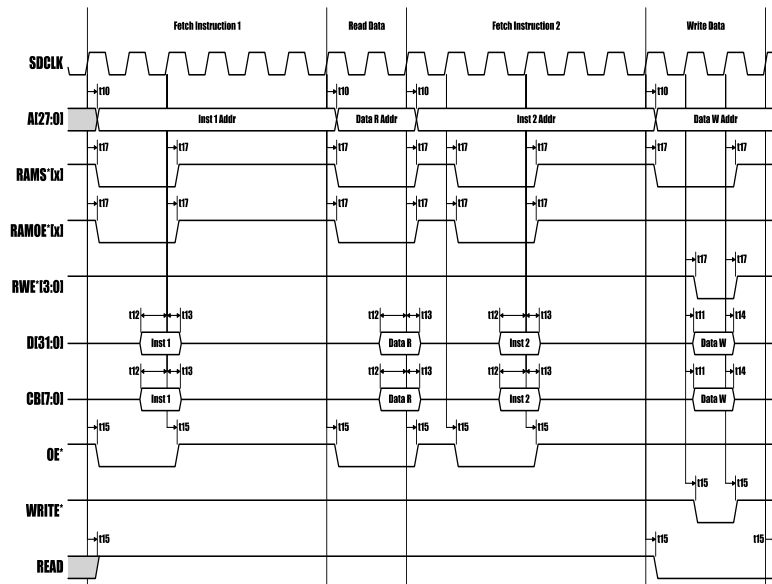 Fetch Instruction 1 Read Data Fetch Instruction 2 Write Data
SDCLK
t10 t10 t10 t10
A[27:0] Inst 1 Addr Data R Addr Inst 2 Addr Data W Addr
t17 t17 t17 t17 t17 t17 t17
RAMS*[x]
t17 t17 t17 t17 t17 t17
RAMOE*[x]
t17 t17
RWE*[3:0]
t12 t13 t12 t13 t12 t13 t11 t14
D[31:0] Inst 1 Data R Inst 2 Data W
t12 t13 t12 t13 t12 t13 t11 t14
CB[7:0] Inst 1 Data R Inst 2 Data W
t15 t15 t15 t15 t15 t15
OE*
t15 t15
WRITE*
t15 t15 t15
READ